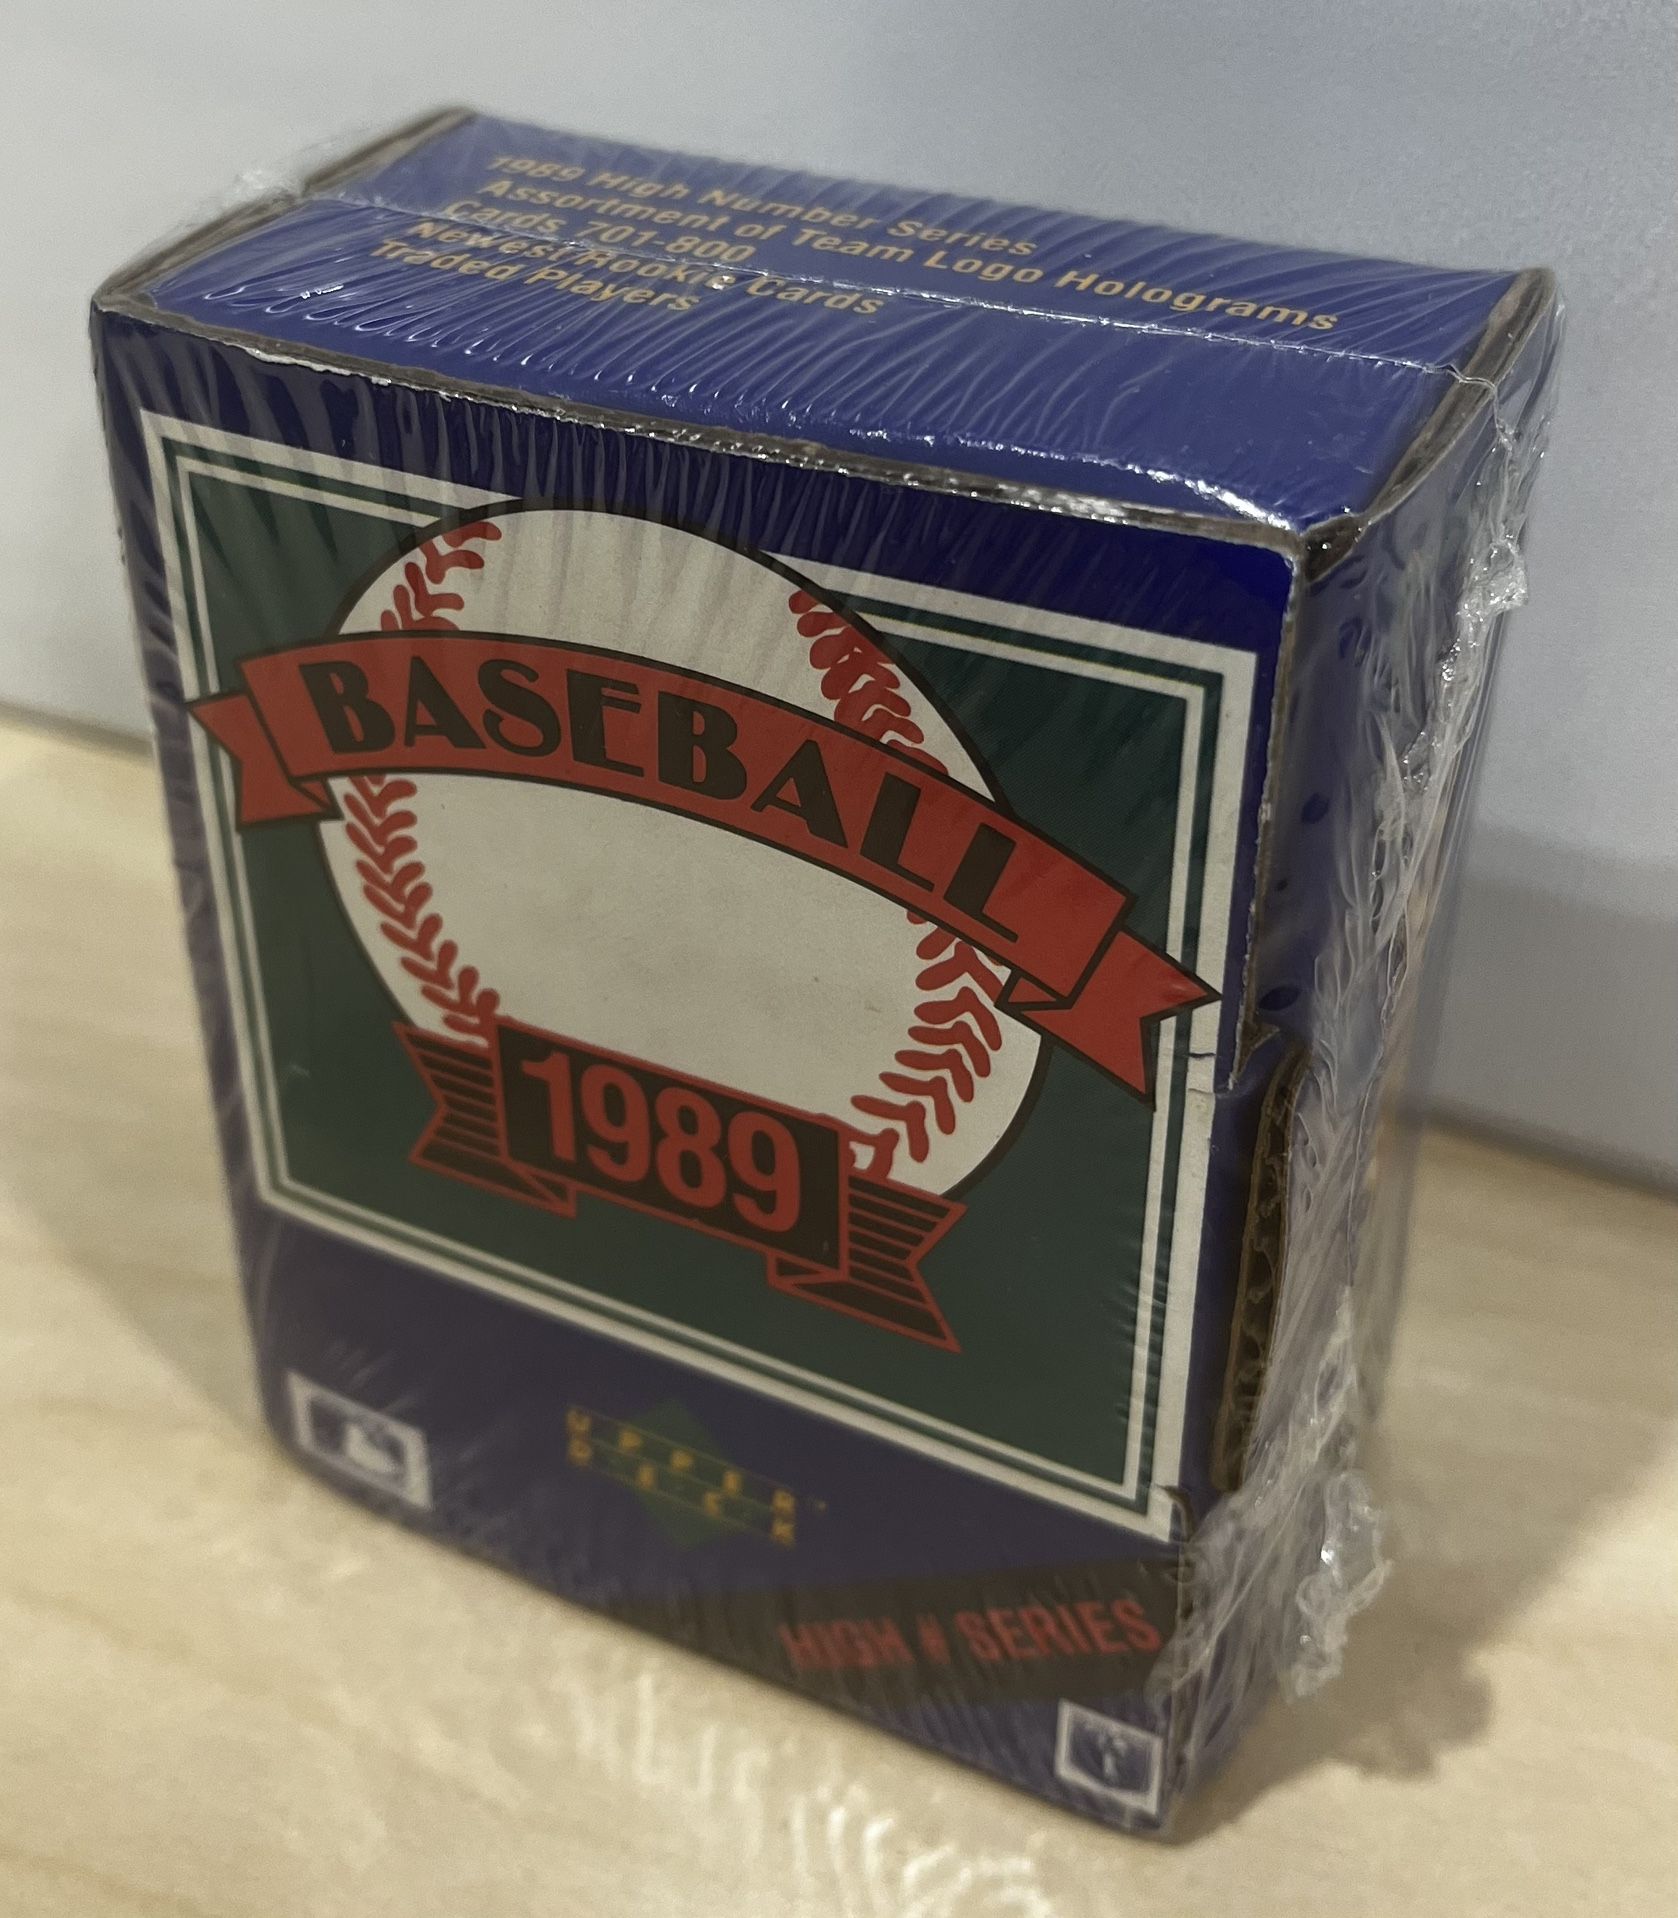 1989 High Number Series
Assortment of Team Logo Holograms
Cards 701-800
Newest Rookie Cards
Traded Players
BASEBALL
1989
UPPER
DECK™
HIGH # SERIES